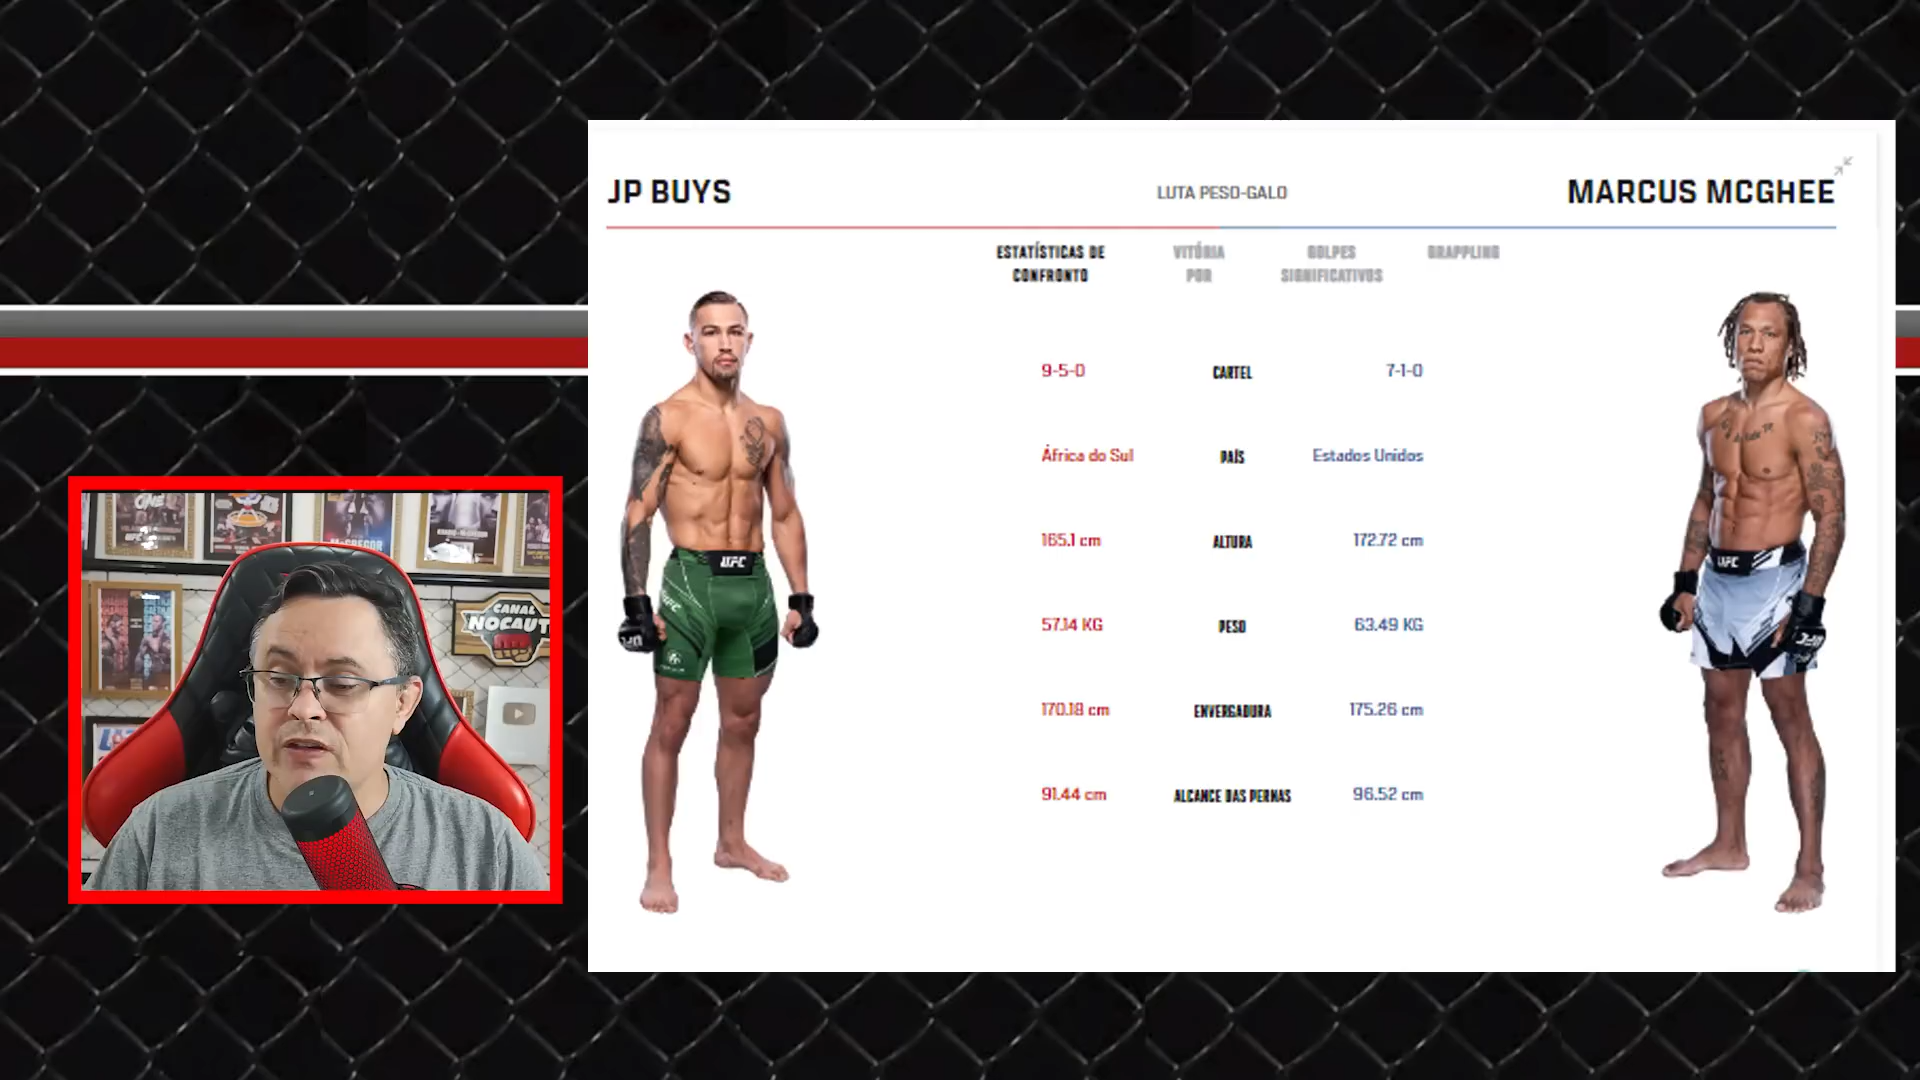 JP BUYS
LUTA PESO-GALO
MARCUS MCGHEE
ESTATÍSTICAS DE
CONFRONTO
VITÓRIA
POR
GOLPES
SIGNIFICATIVOS
GRAPPLING
9-5-0
CARTEL
7-1-0
África do Sul
PAÍS
Estados Unidos
165.1 cm
ALTURA
172.72 cm
57.14 KG
PESO
63.49 KG
170.18 cm
ENVERGADURA
175.26 cm
91.44 cm
ALCANCE DAS PERNAS
96.52 cm
UFC
UFC
ONE
McGREGOR
CANAL
NOCAUT